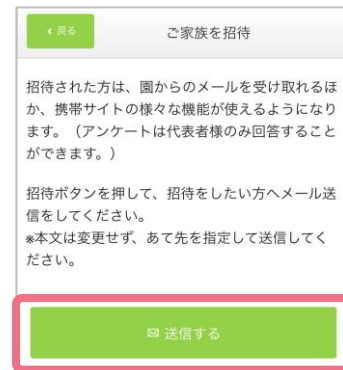 ‹ 戻る
ご家族を招待
招待された方は、園からのメールを受け取れるほ
か、携帯サイトの様々な機能が使えるようになり
ます。（アンケートは代表者様のみ回答すること
ができます。）
招待ボタンを押して、招待をしたい方へメール送
信をしてください。
※本文は変更せず、あて先を指定して送信してく
ださい。
送信する